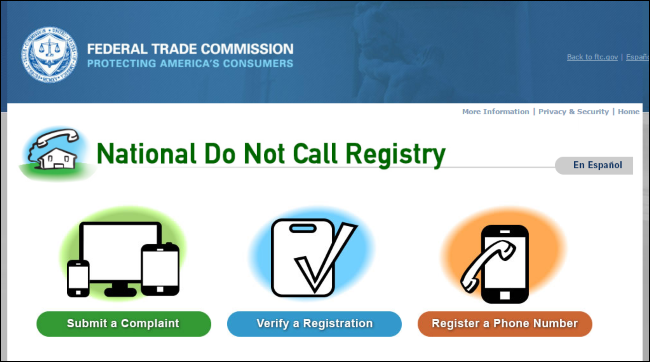 FEDERAL TRADE COMMISSION
PROTECTING AMERICA'S CONSUMERS
Back to ftc.gov | Españ
More Information | Privacy & Security | Home
National Do Not Call Registry
En Español
Submit a Complaint
Verify a Registration
Register a Phone Number